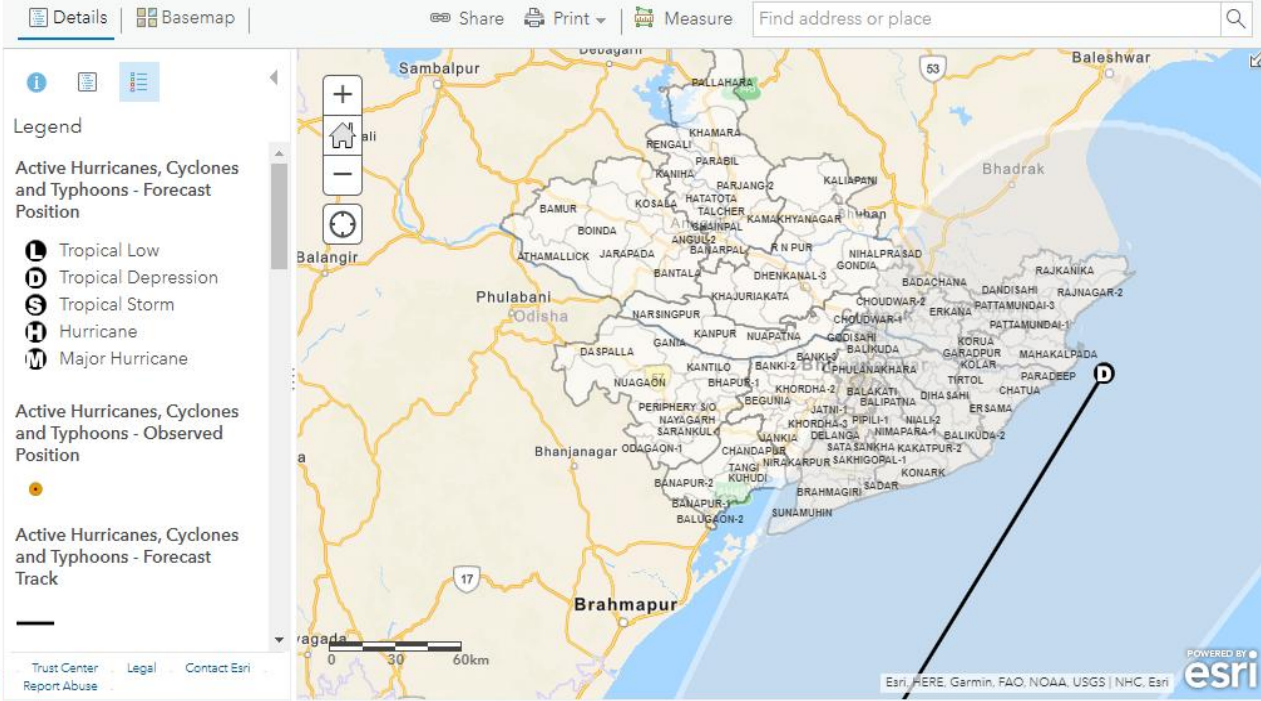 Details
Basemap
Share
Print
Measure
Find address or place
Legend
Active Hurricanes, Cyclones
and Typhoons - Forecast
Position
L Tropical Low
D Tropical Depression
S Tropical Storm
H Hurricane
M Major Hurricane
Active Hurricanes, Cyclones
and Typhoons - Observed
Position
Active Hurricanes, Cyclones
and Typhoons - Forecast
Track
Trust Center
Legal
Contact Esri
Report Abuse
Sambalpur
53
Baleshwar
PALLAHARA
KHAMARA
RENGALI
PARABIL
Bhadrak
KANIHA
PARJANG-2
KALIAPANI
BAMUR
KOSALA
HATATOTA
TALCHER
KAMAKHYANAGAR
BOINDA
ANGUL-2
R N PUR
BANARPAL
NIHALPRASAD
Balangir
ATHAMALLICK
JARAPADA
GONDIA
RAJKANIKA
BANTALA
DHENKANAL-3
BADACHANA
DANDISAHI
RAJNAGAR-2
Phulabani
KHAJURIAKATA
CHOUDWAR-2
PATTAMUNDAI-3
Odisha
NARSINGPUR
CHOUDWAR-1
ERKANA
PATTAMUNDAI-1
KANPUR
NUAPATNA
GODISAHI
KORUA
DASPALLA
GANIA
BANKI-3
BALIKUDA
GARADPUR
MAHAKALPADA
KANTILO
BANKI-2
PHULANAKHARA
KOLAR
PARADEEP
D
57
NUAGAON
BHAPUR-1
KHORDHA-2
BALAKATI
TIRTOL
CHATUA
BEGUNIA
BALIPATNA
DIHASAHI
PERIPHERY S/O
JATNI-1
ERSAMA
NAYAGARH
KHORDHA-3
PIPILI-1
NIALI-2
SARANKUL
JANKIA
DELANGA
NIMAPARA-1
BALIKUDA-2
Bhanjanagar
ODAGAON-1
CHANDAPUR
SATASANKHA
KAKATPUR-2
TANGI
NIRAKARPUR
SAKHIGOPAL-1
KUHUDI
KONARK
BANAPUR-2
BRAHMAGIRI
SADAR
BANAPUR-1
SUNAMUHIN
BALUGAON-2
17
Brahmapur
0 30 60km
Esri, HERE, Garmin, FAO, NOAA, USGS | NHC, Esri
POWERED BY
esri